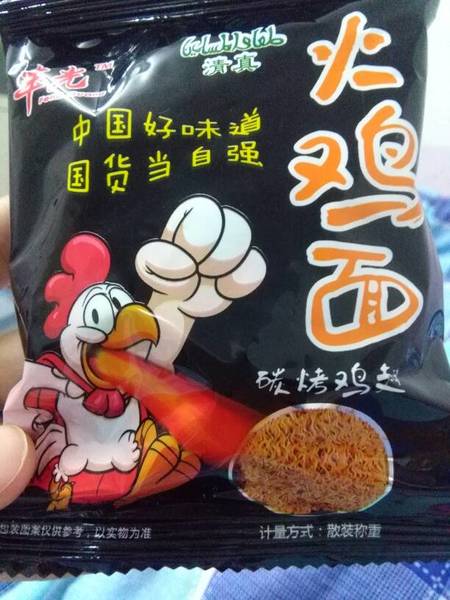 TM
清真
火鸡面
中国好味道
国货当自强
碳烤鸡翅
包装图案仅供参考，以实物为准
计量方式：散装称重